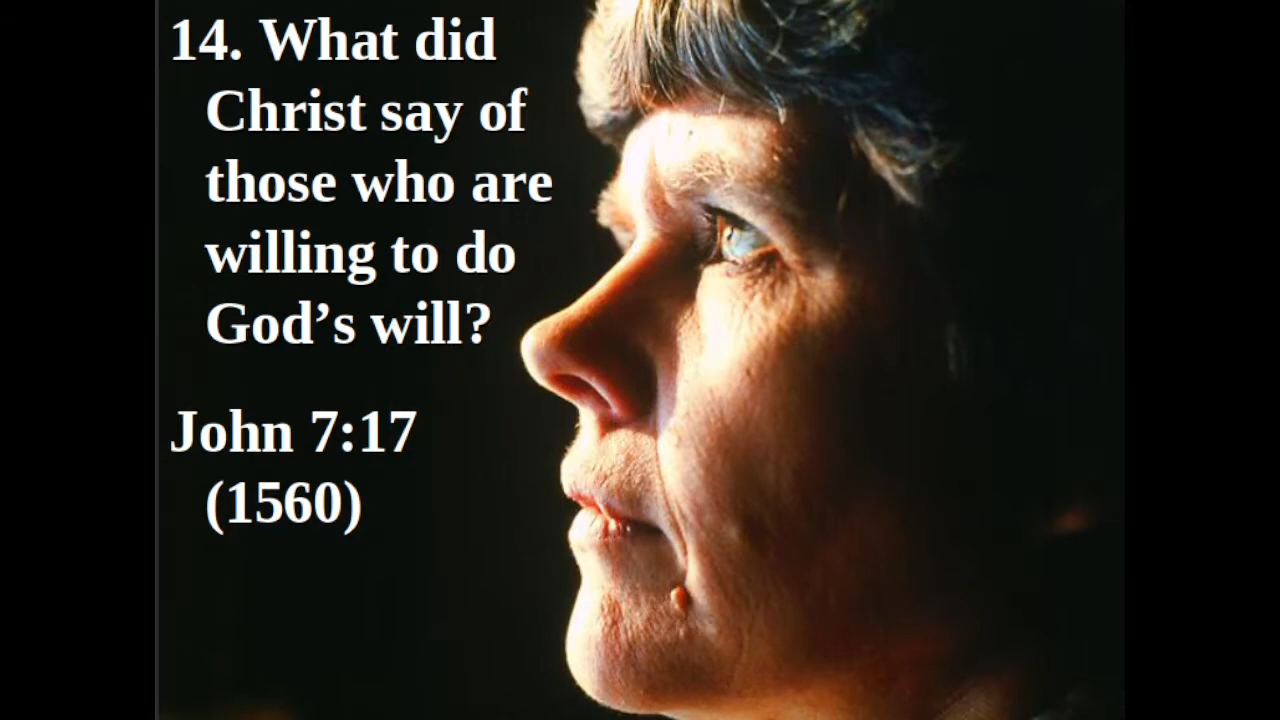 14. What did
Christ say of
those who are
willing to do
God’s will?
John 7:17
(1560)